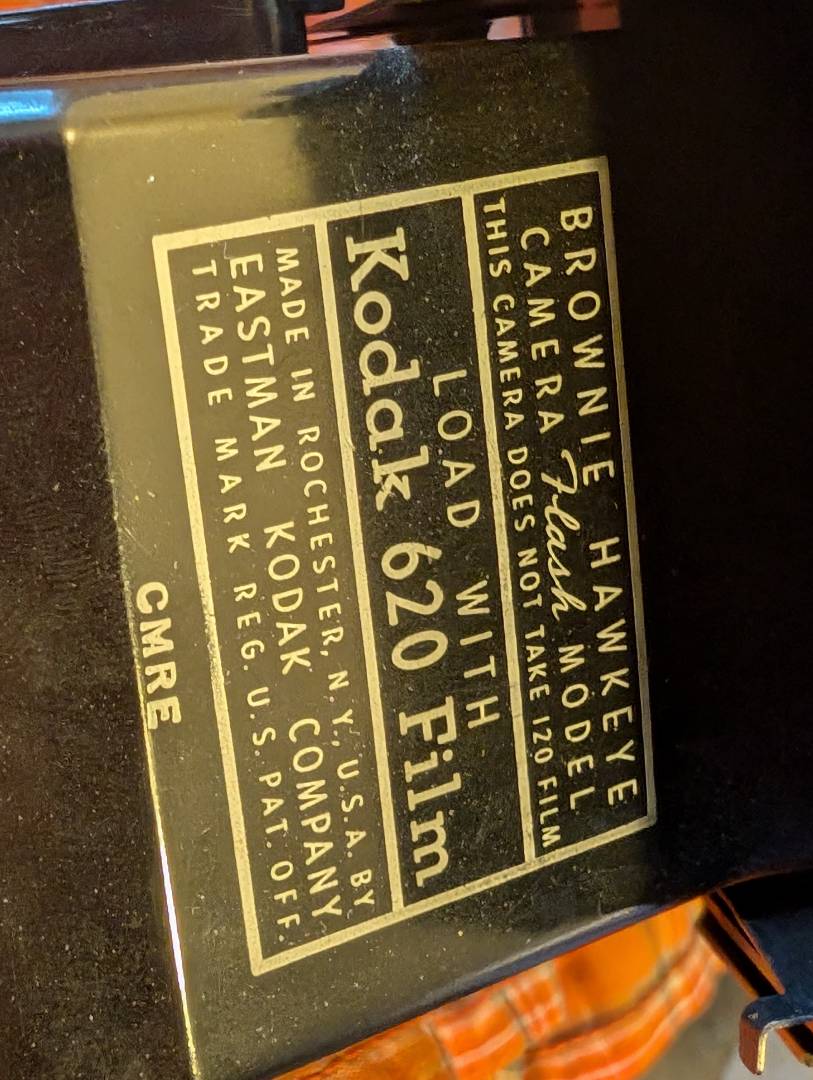 BROWNIE HAWKEYE
CAMERA Flash MODEL
THIS CAMERA DOES NOT TAKE 120 FILM
LOAD WITH
Kodak 620 Film
MADE IN ROCHESTER, N.Y., U.S.A. BY
EASTMAN KODAK COMPANY
TRADE MARK REG. U.S. PAT. OFF.
CMRE